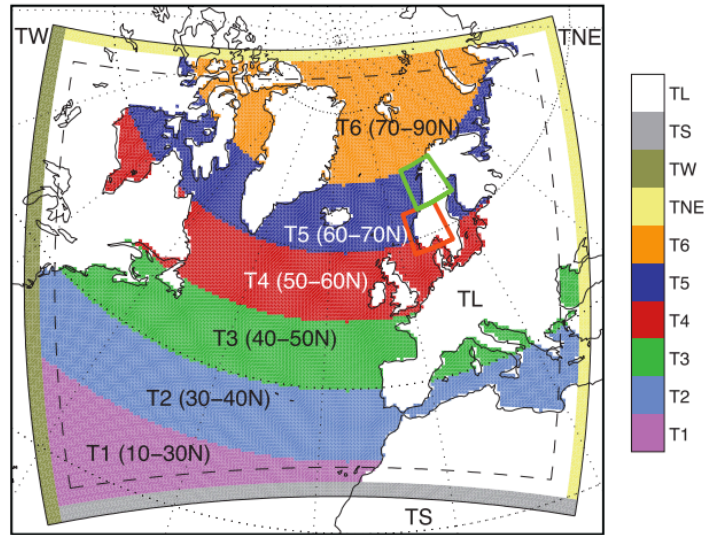 TW
TNE
T6 (70−90N)
T5 (60−70N)
T4 (50−60N)
TL
T3 (40−50N)
T2 (30−40N)
T1 (10−30N)
TS
TL
TS
TW
TNE
T6
T5
T4
T3
T2
T1